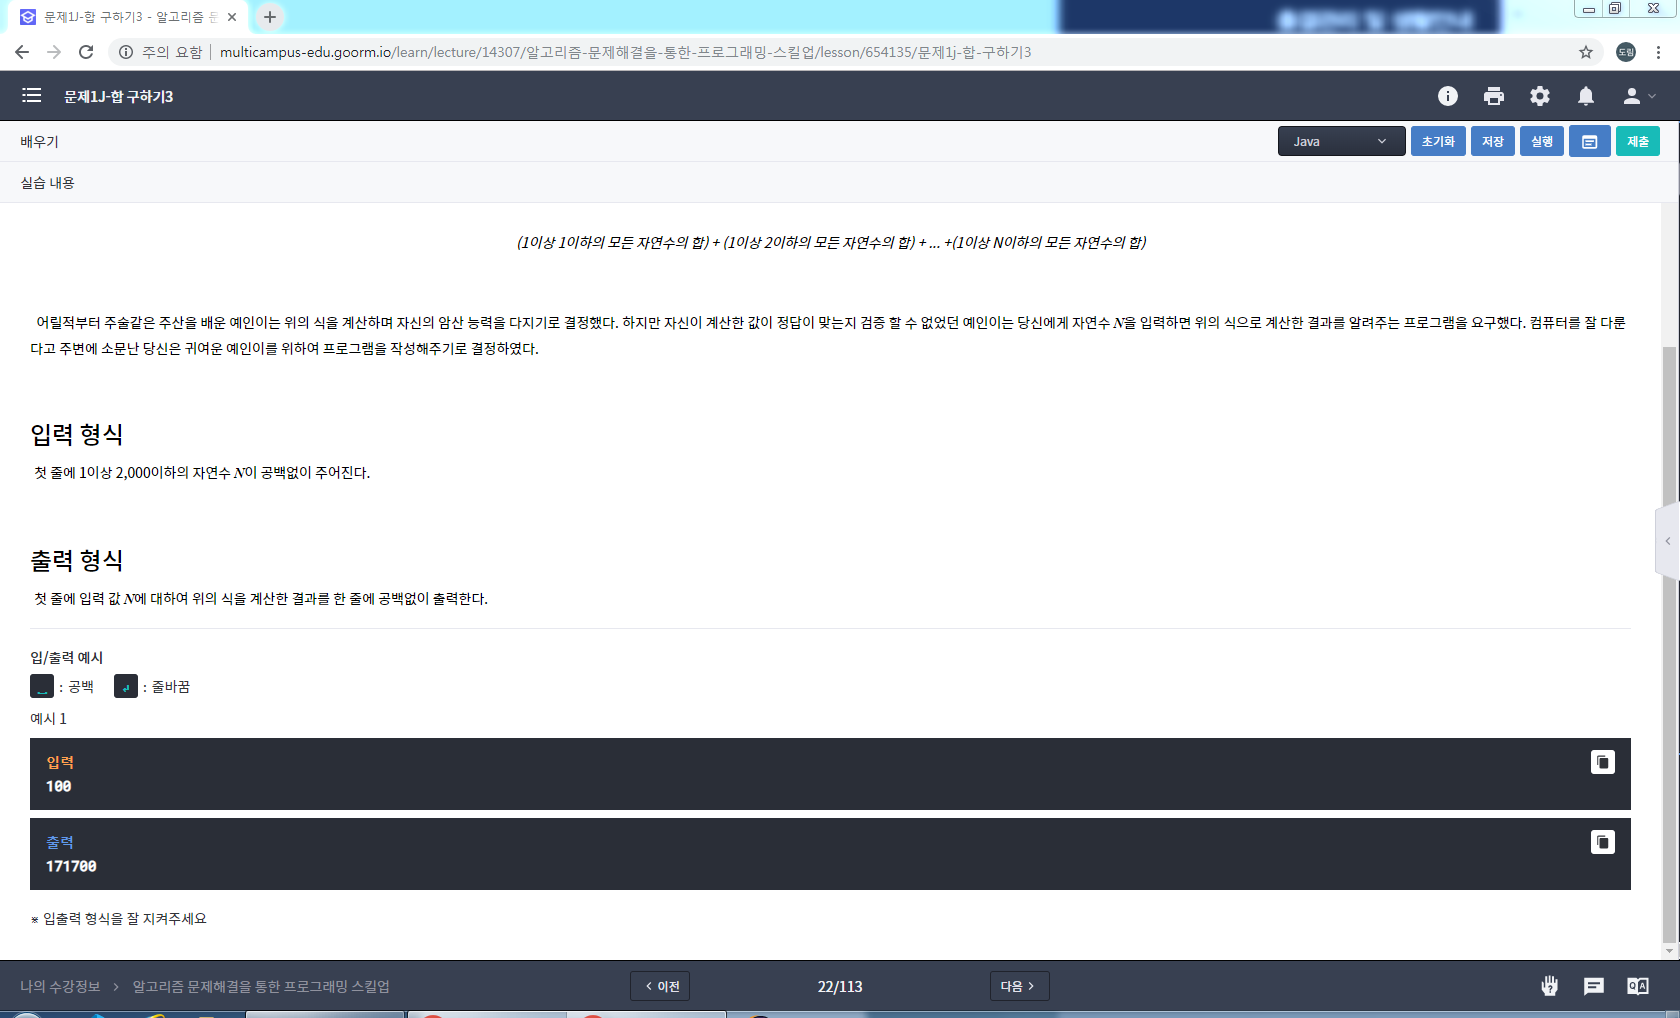 문제1J-합 구하기3 - 알고리즘 문
주의 요함
multicampus-edu.goorm.io/learn/lecture/14307/알고리즘-문제해결을-통한-프로그래밍-스킬업/lesson/654135/문제1j-합-구하기3
도림
문제1J-합 구하기3
배우기
Java
초기화
저장
실행
제출
실습 내용
(1이상 1이하의 모든 자연수의 합) + (1이상 2이하의 모든 자연수의 합) + ... +(1이상 N이하의 모든 자연수의 합)
어릴적부터 주술같은 주산을 배운 예인이는 위의 식을 계산하며 자신의 암산 능력을 다지기로 결정했다. 하지만 자신이 계산한 값이 정답이 맞는지 검증 할 수 없었던 예인이는 당신에게 자연수 N을 입력하면 위의 식으로 계산한 결과를 알려주는 프로그램을 요구했다. 컴퓨터를 잘 다룬
다고 주변에 소문난 당신은 귀여운 예인이를 위하여 프로그램을 작성해주기로 결정하였다.
입력 형식
첫 줄에 1이상 2,000이하의 자연수 N이 공백없이 주어진다.
출력 형식
첫 줄에 입력 값 N에 대하여 위의 식을 계산한 결과를 한 줄에 공백없이 출력한다.
입/출력 예시
: 공백
: 줄바꿈
예시 1
입력
100
출력
171700
※ 입출력 형식을 잘 지켜주세요
나의 수강정보 > 알고리즘 문제해결을 통한 프로그래밍 스킬업
< 이전
22/113
다음 >
Q A